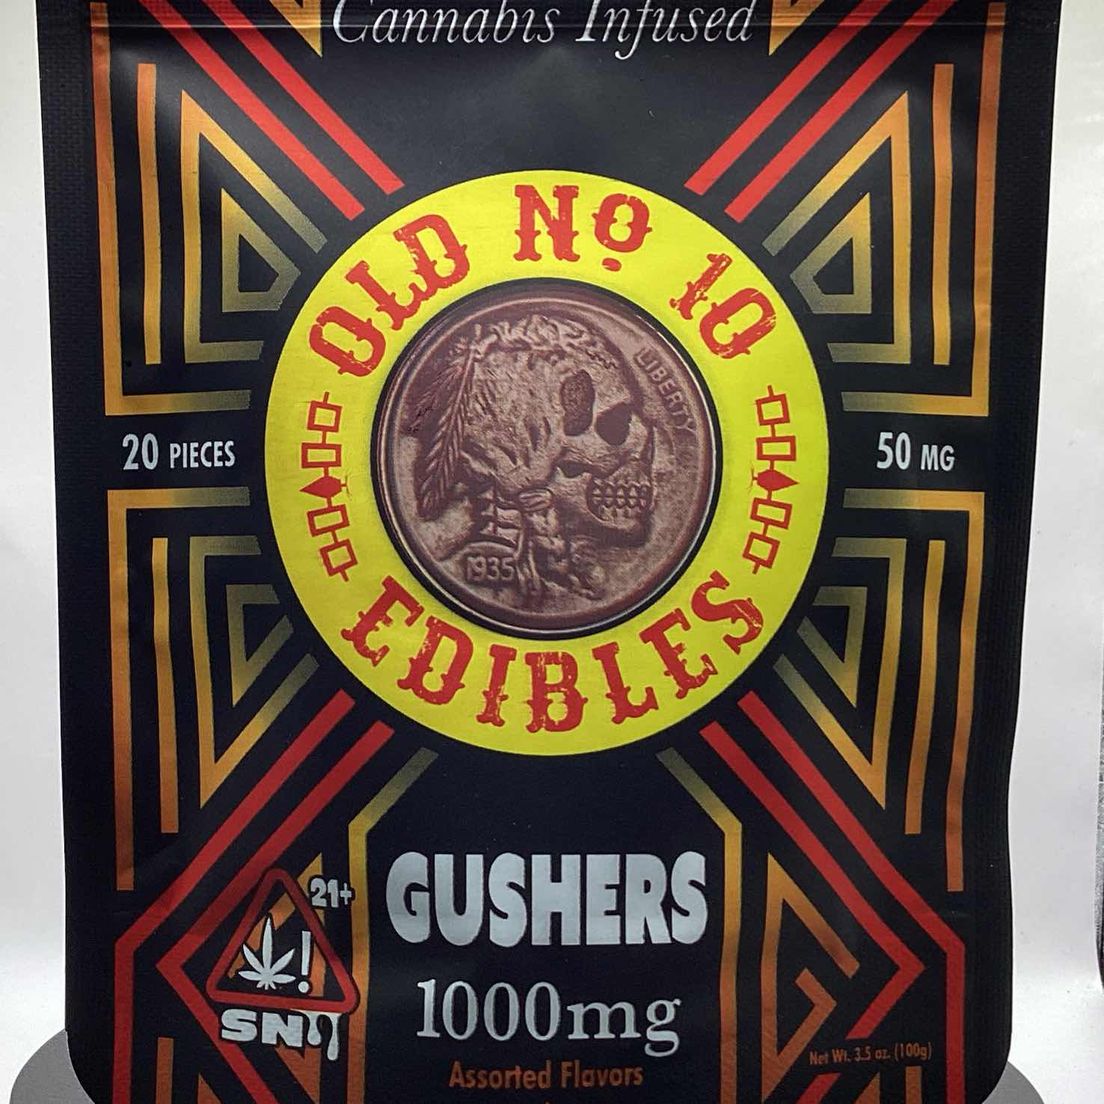 Cannabis Infused
OLD No 10
LIBERTY
20 PIECES
50 MG
1935
EDIBLES
21+
!
GUSHERS
SNI
1000mg
Assorted Flavors
Net Wt. 3.5 oz. (100g)